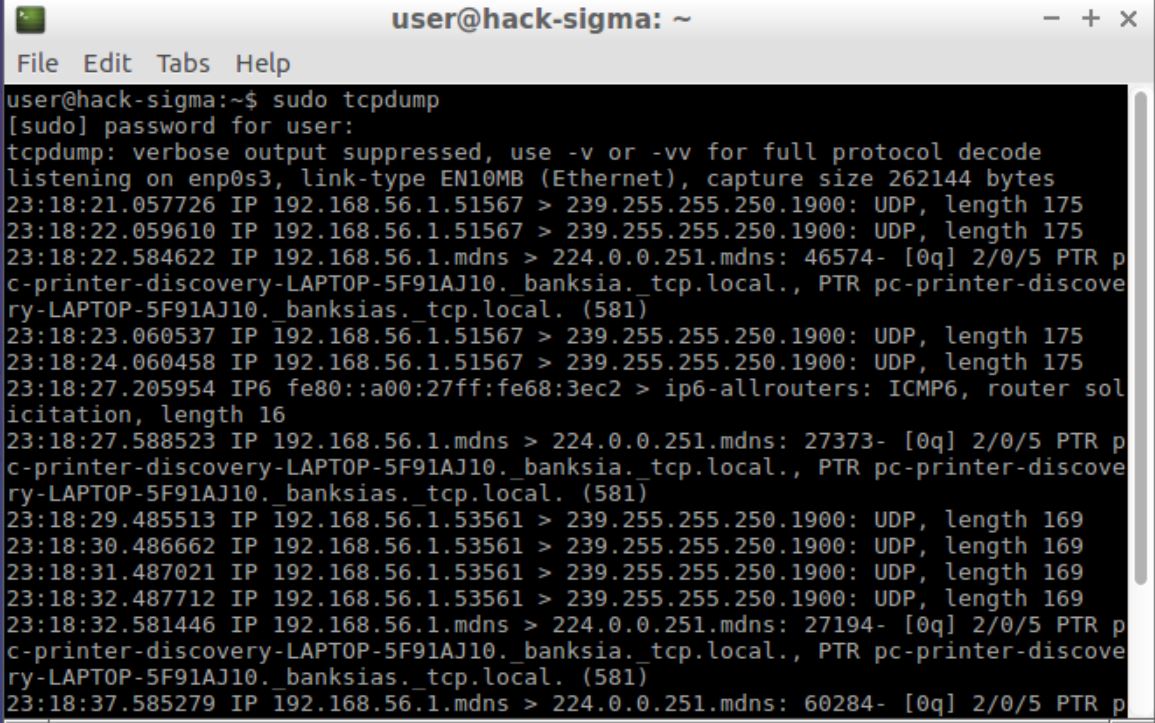 user@hack-sigma: ~
File Edit Tabs Help
user@hack-sigma:~$ sudo tcpdump
[sudo] password for user:
tcpdump: verbose output suppressed, use -v or -vv for full protocol decode
listening on enp0s3, link-type EN10MB (Ethernet), capture size 262144 bytes
23:18:21.057726 IP 192.168.56.1.51567 > 239.255.255.250.1900: UDP, length 175
23:18:22.059610 IP 192.168.56.1.51567 > 239.255.255.250.1900: UDP, length 175
23:18:22.584622 IP 192.168.56.1.mdns > 224.0.0.251.mdns: 46574- [0q] 2/0/5 PTR p
c-printer-discovery-LAPTOP-5F91AJ10._banksia._tcp.local., PTR pc-printer-discove
ry-LAPTOP-5F91AJ10._banksias._tcp.local. (581)
23:18:23.060537 IP 192.168.56.1.51567 > 239.255.255.250.1900: UDP, length 175
23:18:24.060458 IP 192.168.56.1.51567 > 239.255.255.250.1900: UDP, length 175
23:18:27.205954 IP6 fe80::a00:27ff:fe68:3ec2 > ip6-allrouters: ICMP6, router sol
icitation, length 16
23:18:27.588523 IP 192.168.56.1.mdns > 224.0.0.251.mdns: 27373- [0q] 2/0/5 PTR p
c-printer-discovery-LAPTOP-5F91AJ10._banksia._tcp.local., PTR pc-printer-discove
ry-LAPTOP-5F91AJ10._banksias._tcp.local. (581)
23:18:29.485513 IP 192.168.56.1.53561 > 239.255.255.250.1900: UDP, length 169
23:18:30.486662 IP 192.168.56.1.53561 > 239.255.255.250.1900: UDP, length 169
23:18:31.487021 IP 192.168.56.1.53561 > 239.255.255.250.1900: UDP, length 169
23:18:32.487712 IP 192.168.56.1.53561 > 239.255.255.250.1900: UDP, length 169
23:18:32.581446 IP 192.168.56.1.mdns > 224.0.0.251.mdns: 27194- [0q] 2/0/5 PTR p
c-printer-discovery-LAPTOP-5F91AJ10._banksia._tcp.local., PTR pc-printer-discove
ry-LAPTOP-5F91AJ10._banksias._tcp.local. (581)
23:18:37.585279 IP 192.168.56.1.mdns > 224.0.0.251.mdns: 60284- [0q] 2/0/5 PTR p